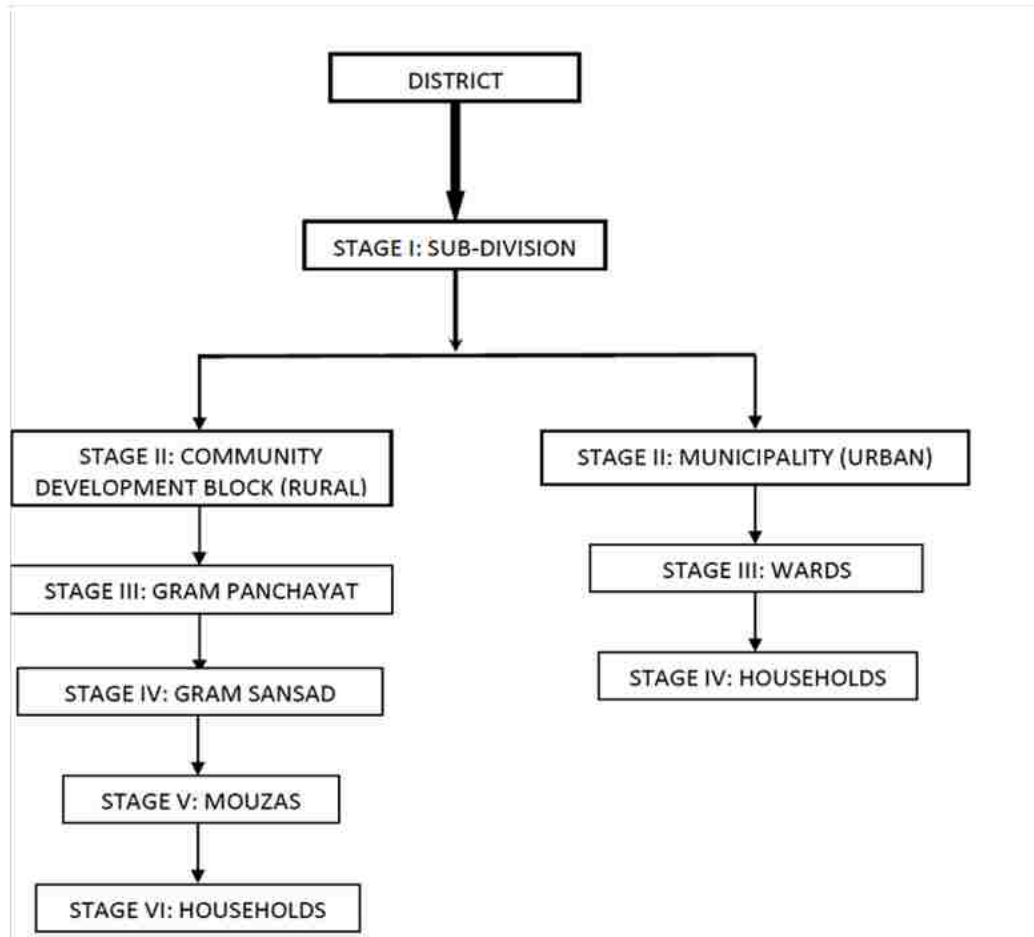 DISTRICT
STAGE I: SUB-DIVISION
STAGE II: COMMUNITY
DEVELOPMENT BLOCK (RURAL)
STAGE II: MUNICIPALITY (URBAN)
STAGE III: GRAM PANCHAYAT
STAGE III: WARDS
STAGE IV: GRAM SANSAD
STAGE IV: HOUSEHOLDS
STAGE V: MOUZAS
STAGE VI: HOUSEHOLDS